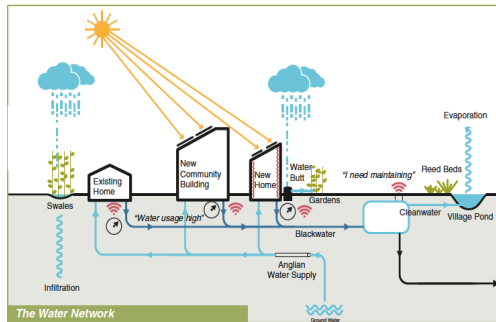 Evaporation
Existing
Home
New
Community
Building
New
Home
Water
Butt
"I need maintaining"
Reed Beds
Swales
Gardens
Clearwater
Village Pond
"Water usage high"
Blackwater
Anglian
Water Supply
Infiltration
Ground Water
The Water Network